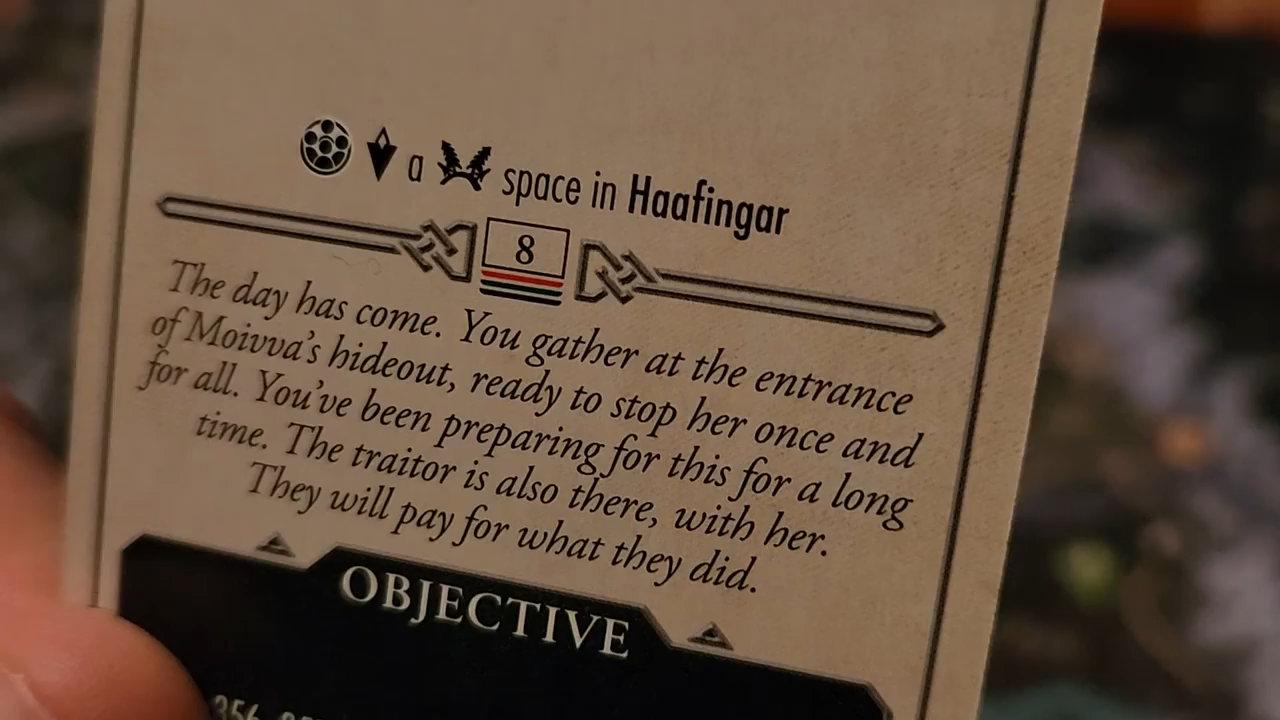 a space in Haafingar
8
The day has come. You gather at the entrance
of Moivva's hideout, ready to stop her once and
for all. You've been preparing for this for a long
time. The traitor is also there, with her.
They will pay for what they did.
OBJECTIVE